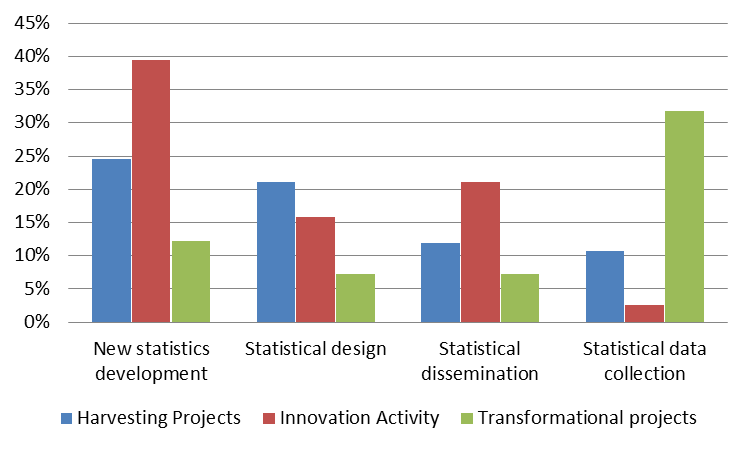 45%
40%
35%
30%
25%
20%
15%
10%
5%
0%
New statistics
development
Statistical design
Statistical
dissemination
Statistical data
collection
Harvesting Projects
Innovation Activity
Transformational projects